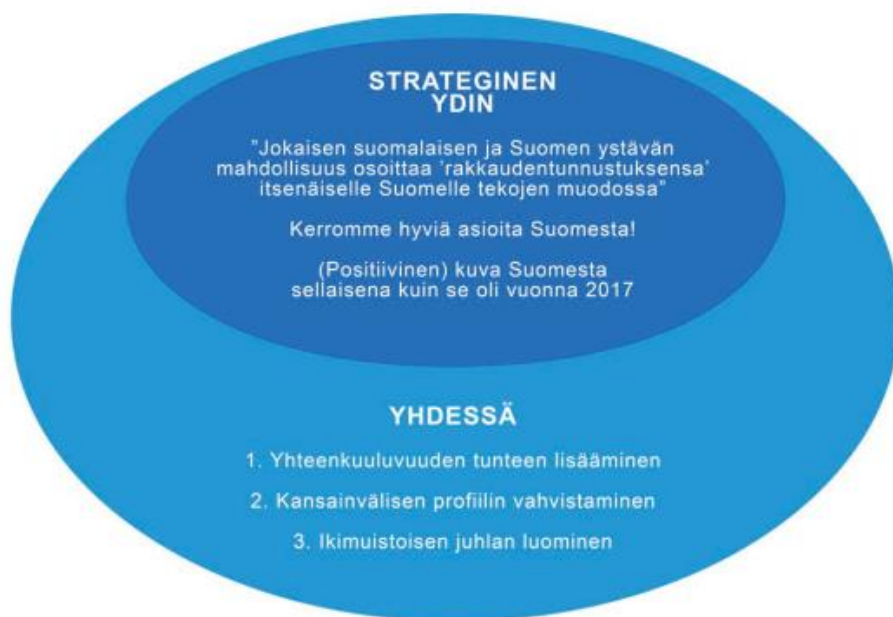 STRATEGINEN
YDIN
"Jokaisen suomalaisen ja Suomen ystävän
mahdollisuus osoittaa 'rakkaudentunnustuksensa'
itsenäiselle Suomelle tekojen muodossa"
Kerromme hyviä asioita Suomesta!
(Positiivinen) kuva Suomesta
sellaisena kuin se oli vuonna 2017
YHDESSÄ
1. Yhteenkuuluvuuden tunteen lisääminen
2. Kansainvälisen profiilin vahvistaminen
3. Ikimuistoisen juhlan luominen